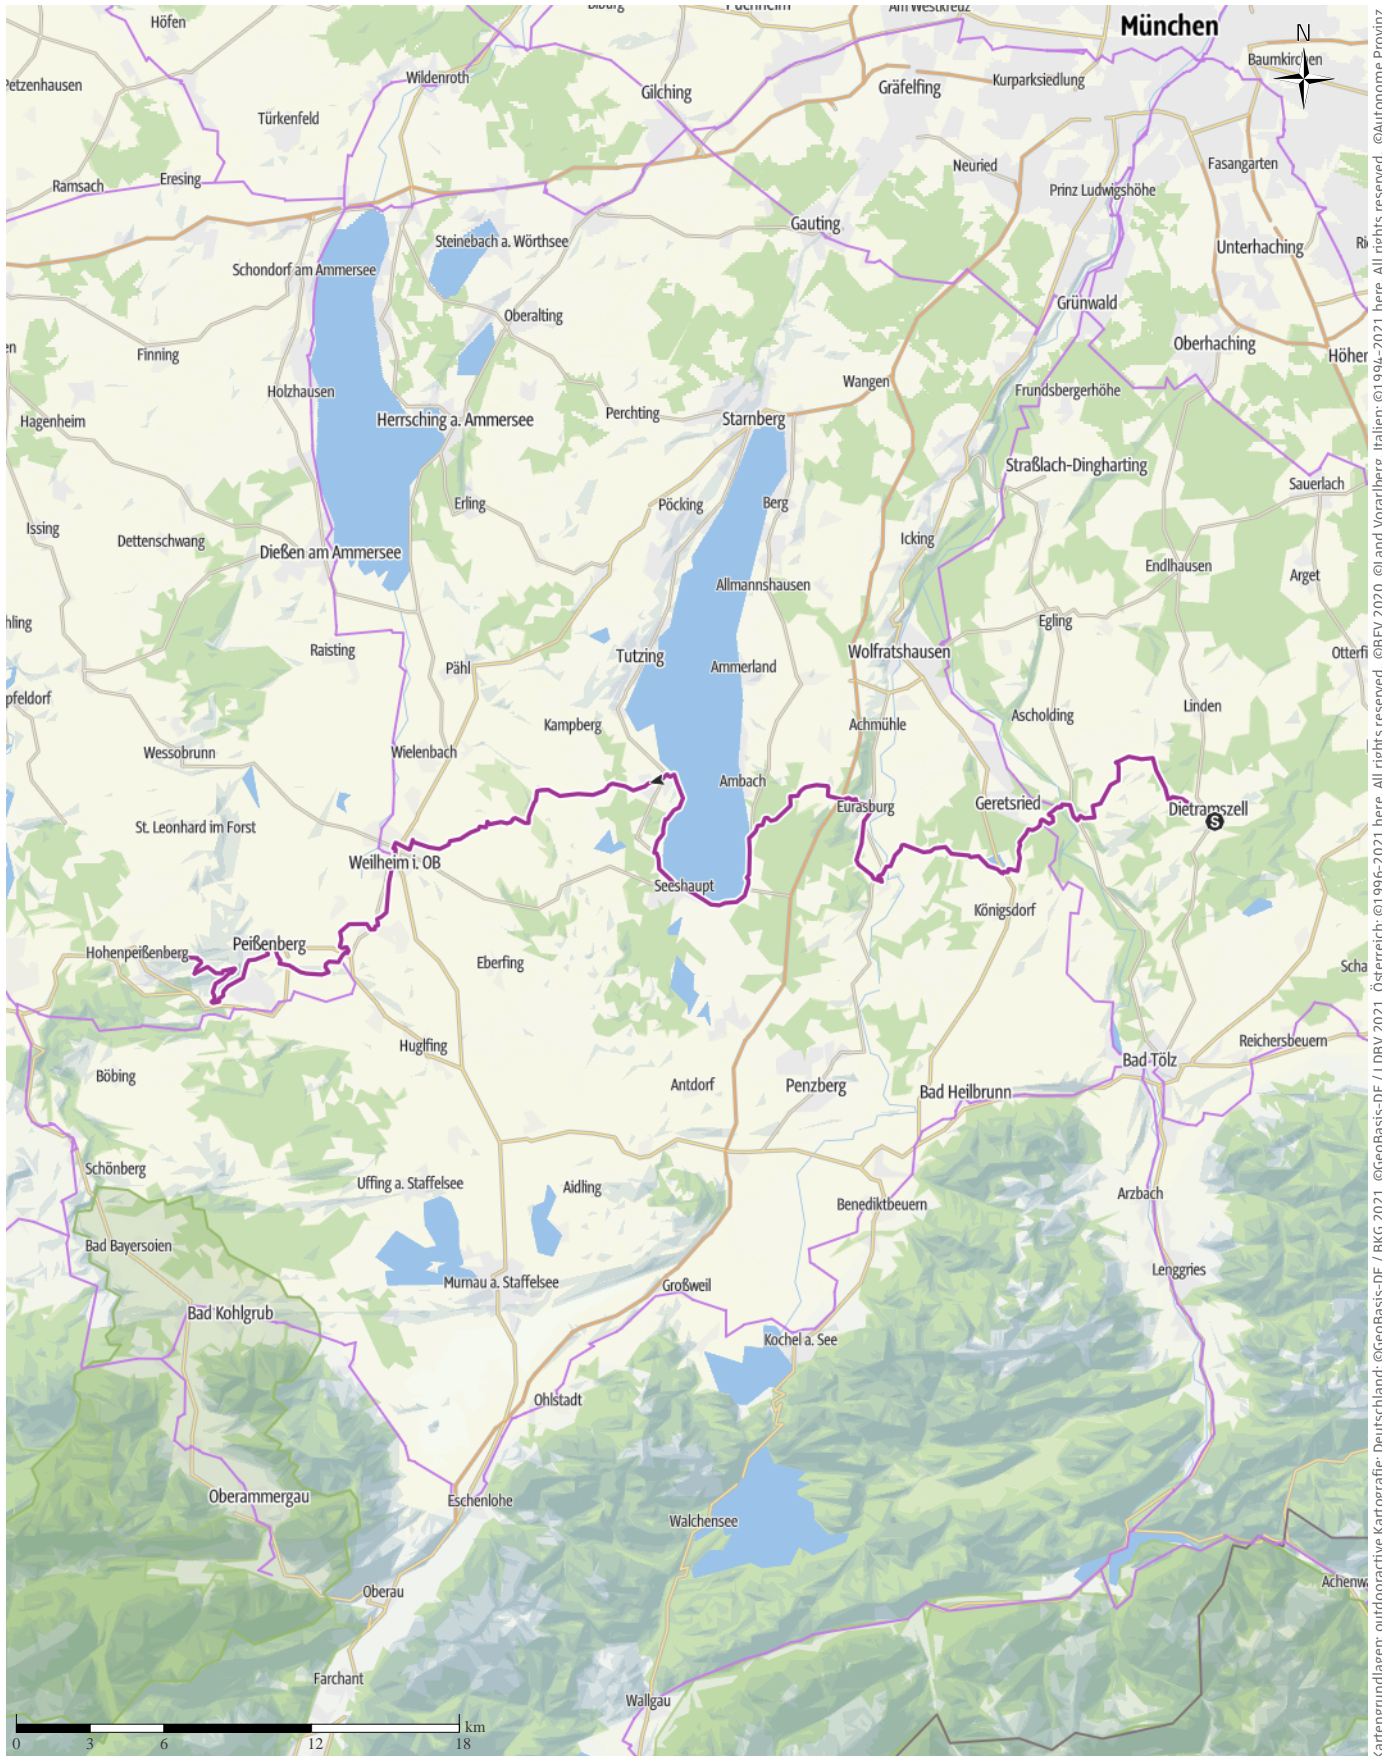 München
Höfen
Am Westkreuz
N
Baumkirchen
Petzenhausen
Wildenroth
Gilching
Gräfelfing
Kurparksiedlung
Türkenfeld
Neuried
Fasangarten
Ramsach
Eresing
Prinz Ludwigshöhe
Gauting
Steinebach a. Wörthsee
Unterhaching
Schondorf am Ammersee
Grünwald
Oberalting
Oberhaching
Finning
Holzhausen
Wangen
Frundsbergerhöhe
Hagenheim
Herrsching a. Ammersee
Perchting
Starnberg
Straßlach-Dingharting
Sauerlach
Erling
Pöcking
Berg
Issing
Dettenschwang
Dießen am Ammersee
Icking
Endlhausen
Arget
Allmannshausen
Egling
Raisting
Tutzing
Wolfratshausen
Pähl
Ammerland
Linden
Kampberg
Achmühle
Ascholding
Wessobrunn
Wielenbach
Ambach
Eurasburg
Geretsried
Dietramszell
S
St. Leonhard im Forst
Weilheim i. OB
Seeshaupt
Königsdorf
Hohenpeißenberg
Peißenberg
Eberfing
Huglfing
Reichersbeuern
Bad Tölz
Böbing
Antdorf
Penzberg
Bad Heilbrunn
Schönberg
Uffing a. Staffelsee
Aidling
Benediktbeuern
Arzbach
Bad Bayersoien
Murnau a. Staffelsee
Großweil
Lenggries
Bad Kohlgrub
Kochel a. See
Ohlstadt
Oberammergau
Eschenlohe
Walchensee
Oberau
Farchant
Wallgau
km
0 3 6 12 18